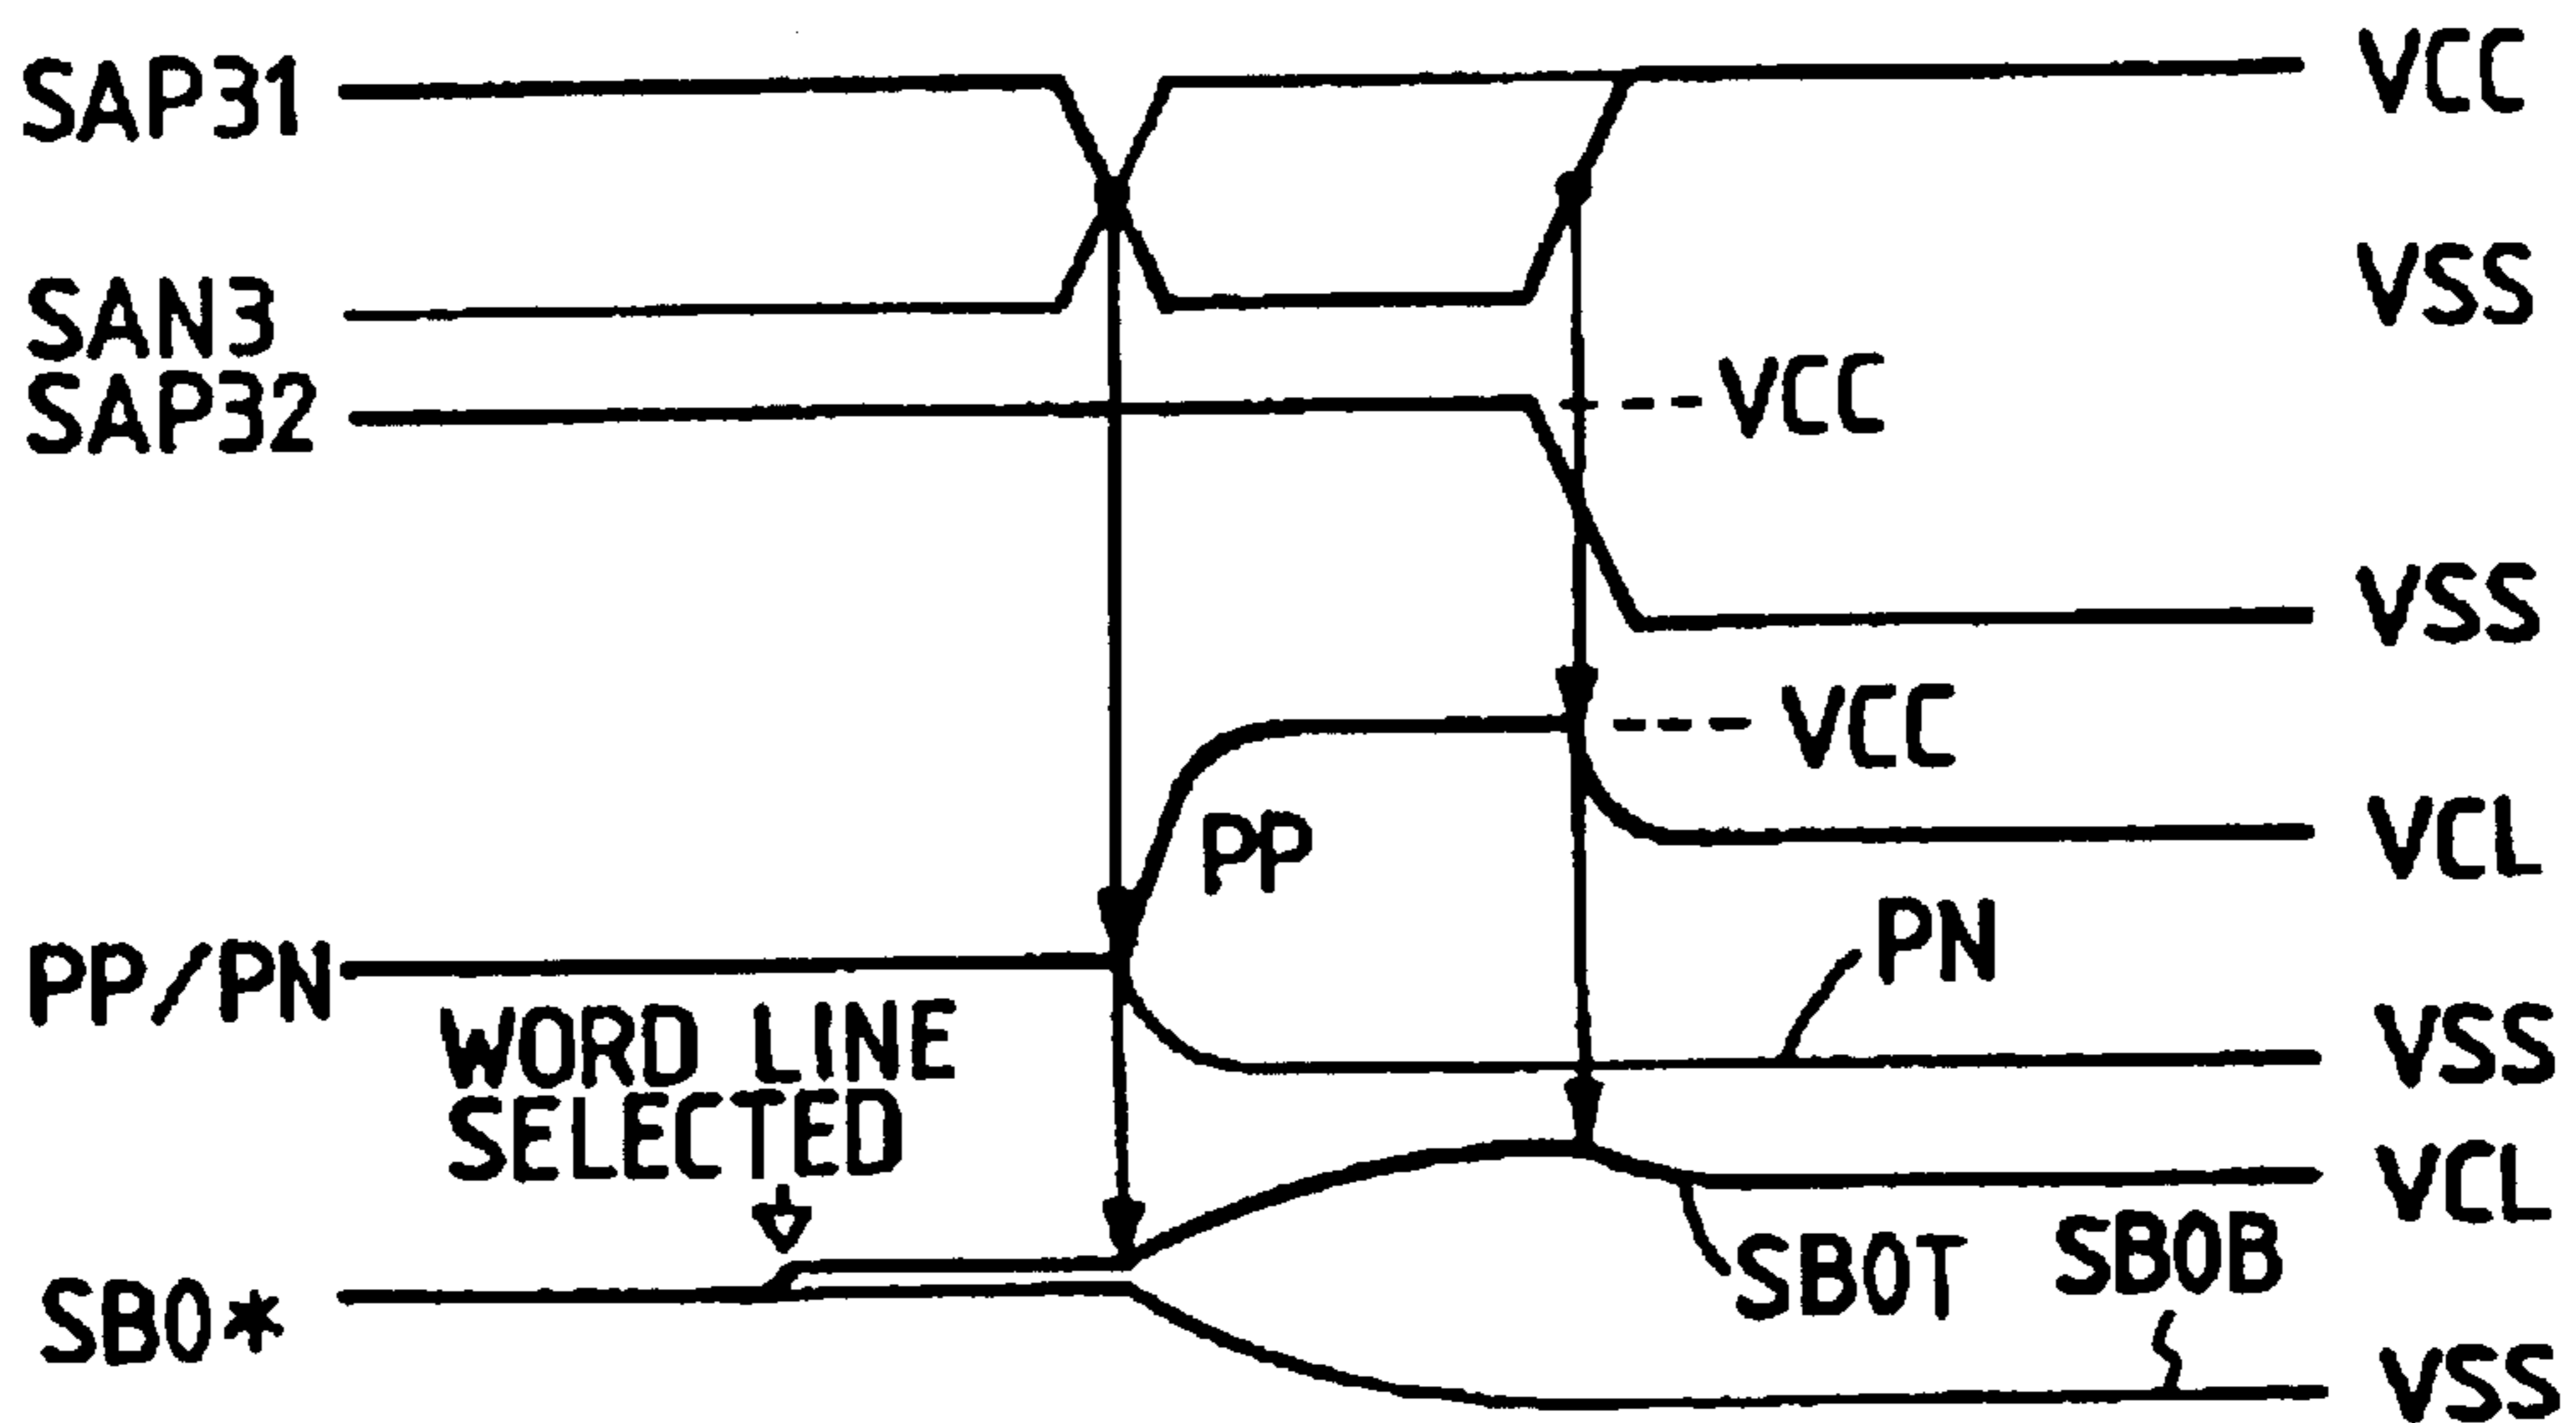 SAP31
VCC
VSS
SAN3
SAP32
VCC
VSS
VCC
VCL
PP
PN
PP/PN
VSS
WORD LINE
SELECTED
VCL
SB0T
SB0B
SB0*
VSS